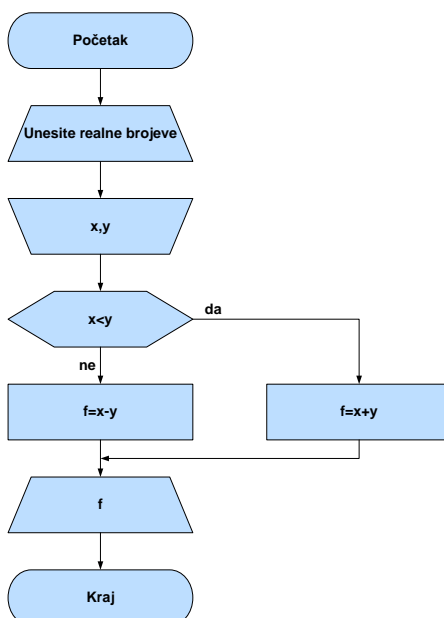 Početak
Unesite realne brojeve
x,y
x<y
da
ne
f=x-y
f=x+y
f
Kraj